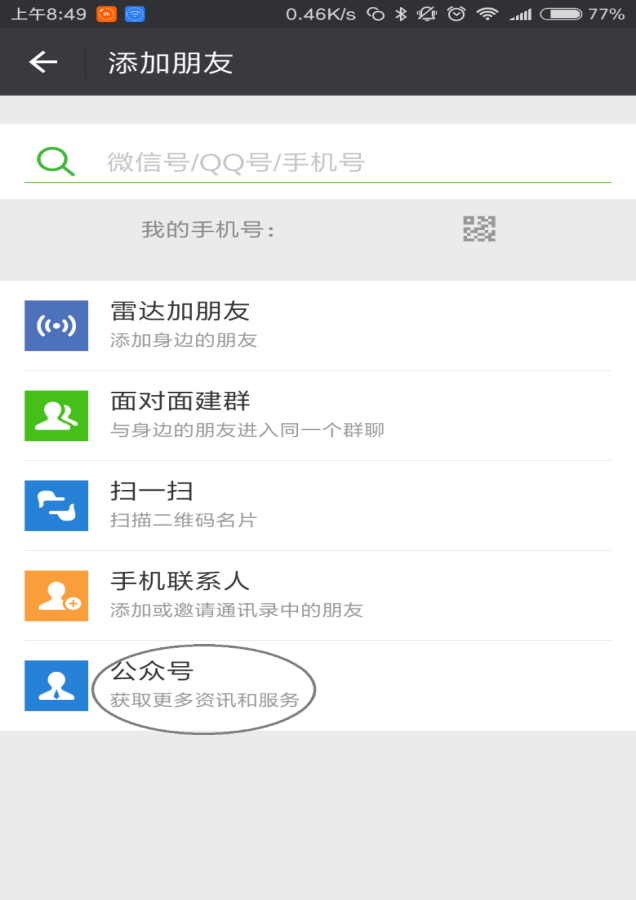 上午8:49 0.46K/s 77%
添加朋友
微信号/QQ号/手机号
我的手机号:
雷达加朋友
添加身边的朋友
面对面建群
与身边的朋友进入同一个群聊
扫一扫
扫描二维码名片
手机联系人
添加或邀请通讯录中的朋友
公众号
获取更多资讯和服务